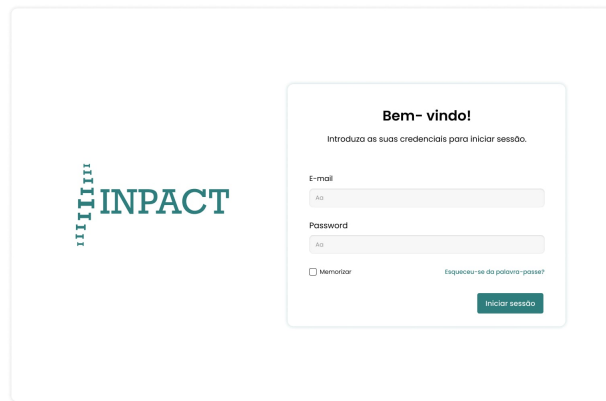 INPACT
Bem- vindo!
Introduza as suas credenciais para iniciar sessão.
E-mail
Aa
Password
Aa
Memorizar
Esqueceu-se da palavra-passe?
Iniciar sessão